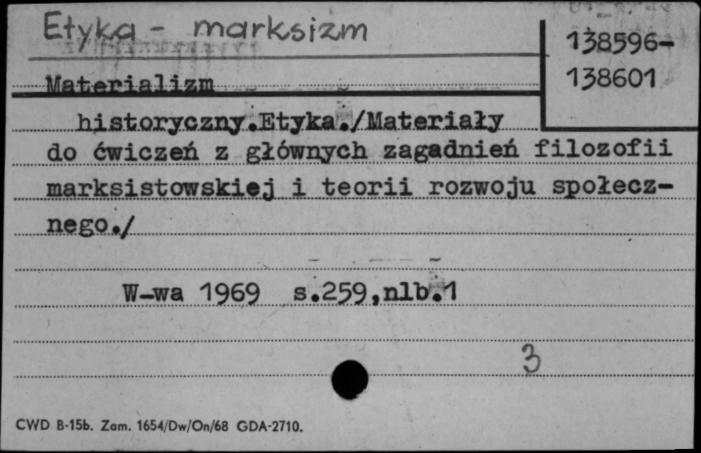 Etyka - marksizm
138596-
138601
Materializm
historyczny.Etyka./Materiały
do ćwiczeń z głównych zagadnień filozofii
marksistowskiej i teorii rozwoju społecz-
nego./
W-wa 1969 s.259,nlb.1
3
CWD B-15b. Zam. 1654/Dw/On/68 GDA-2710.